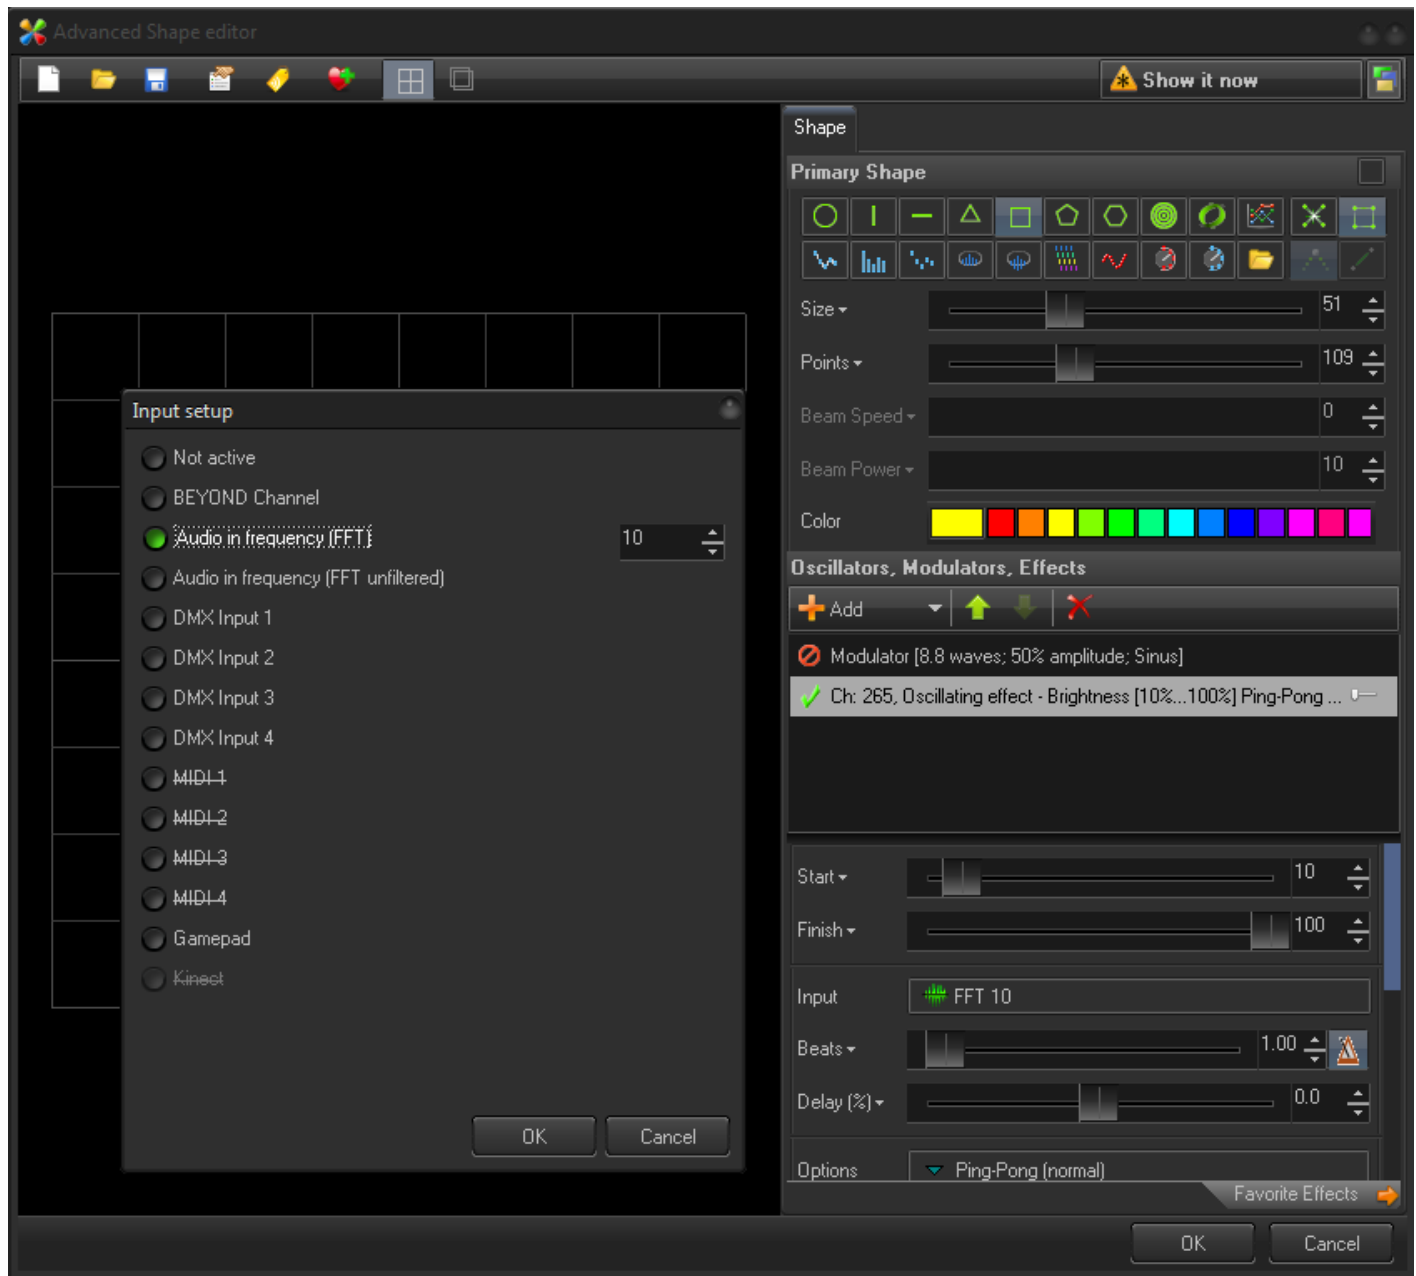 Advanced Shape editor
Show it now
Shape
Primary Shape
Size 51
Points 109
Beam Speed 0
Beam Power 10
Color
Oscillators, Modulators, Effects
Add
Modulator [8.8 waves; 50% amplitude; Sinus]
Ch: 265, Oscillating effect - Brightness [10%...100%] Ping-Pong ...
Start 10
Finish 100
Input FFT 10
Beats 1.00
Delay (%) 0.0
Options Ping-Pong (normal)
Favorite Effects
OK Cancel
Input setup
Not active
BEYOND Channel
Audio in frequency (FFT) 10
Audio in frequency (FFT unfiltered)
DMX Input 1
DMX Input 2
DMX Input 3
DMX Input 4
MIDI 1
MIDI 2
MIDI 3
MIDI 4
Gamepad
Kinect
OK Cancel